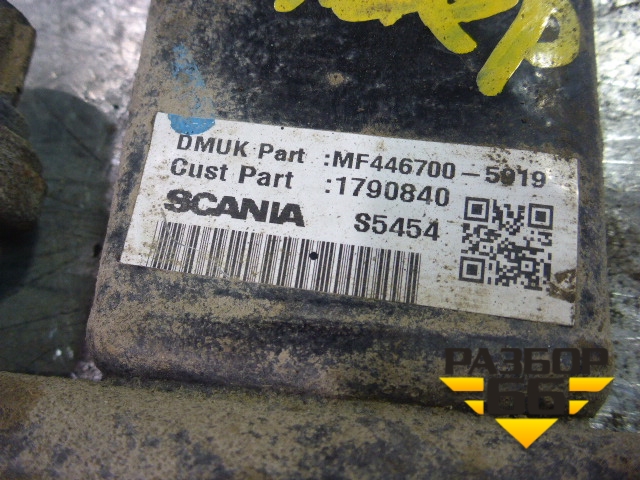 DMUK Part :MF446700-5019
Cust Part :1790840
SCANIA S5454
РАЗБОР
66